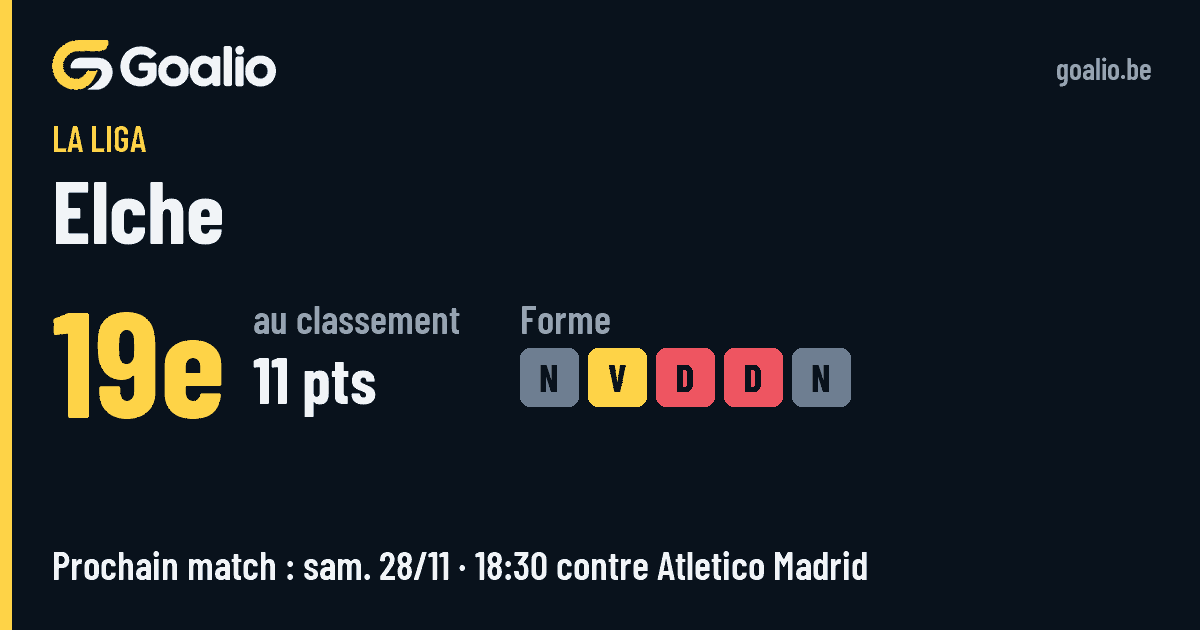 Goalio
goalio.be
LA LIGA
Elche
19e
au classement
11 pts
Forme
N V D D N
Prochain match : sam. 28/11 · 18:30 contre Atletico Madrid